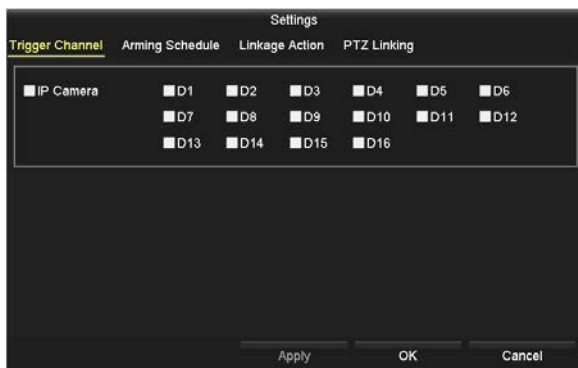 Settings
Trigger Channel Arming Schedule Linkage Action PTZ Linking
IP Camera D1 D2 D3 D4 D5 D6
D7 D8 D9 D10 D11 D12
D13 D14 D15 D16
Apply OK Cancel